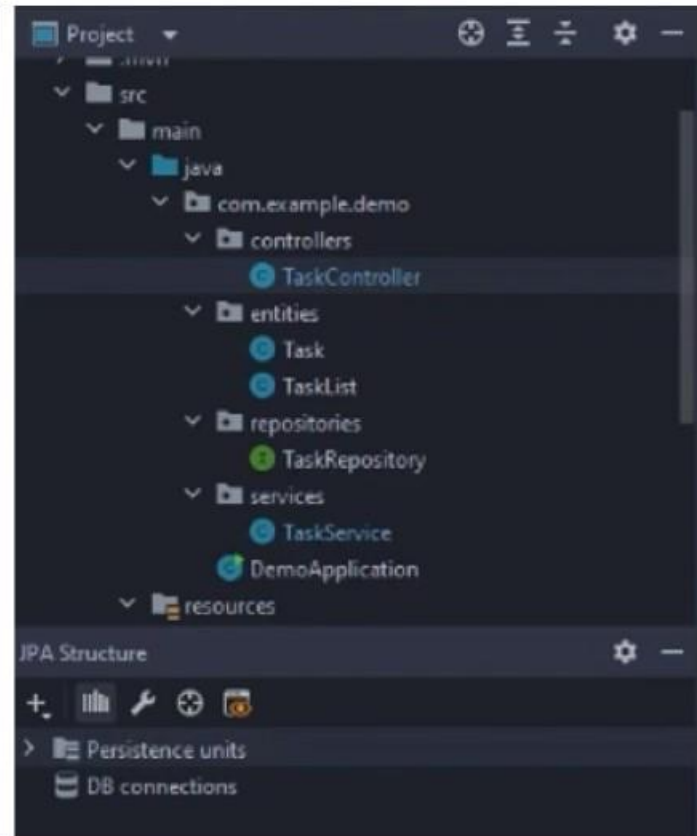 Project
.mvn
src
main
java
com.example.demo
controllers
TaskController
entities
Task
TaskList
repositories
TaskRepository
services
TaskService
DemoApplication
resources
JPA Structure
Persistence units
DB connections